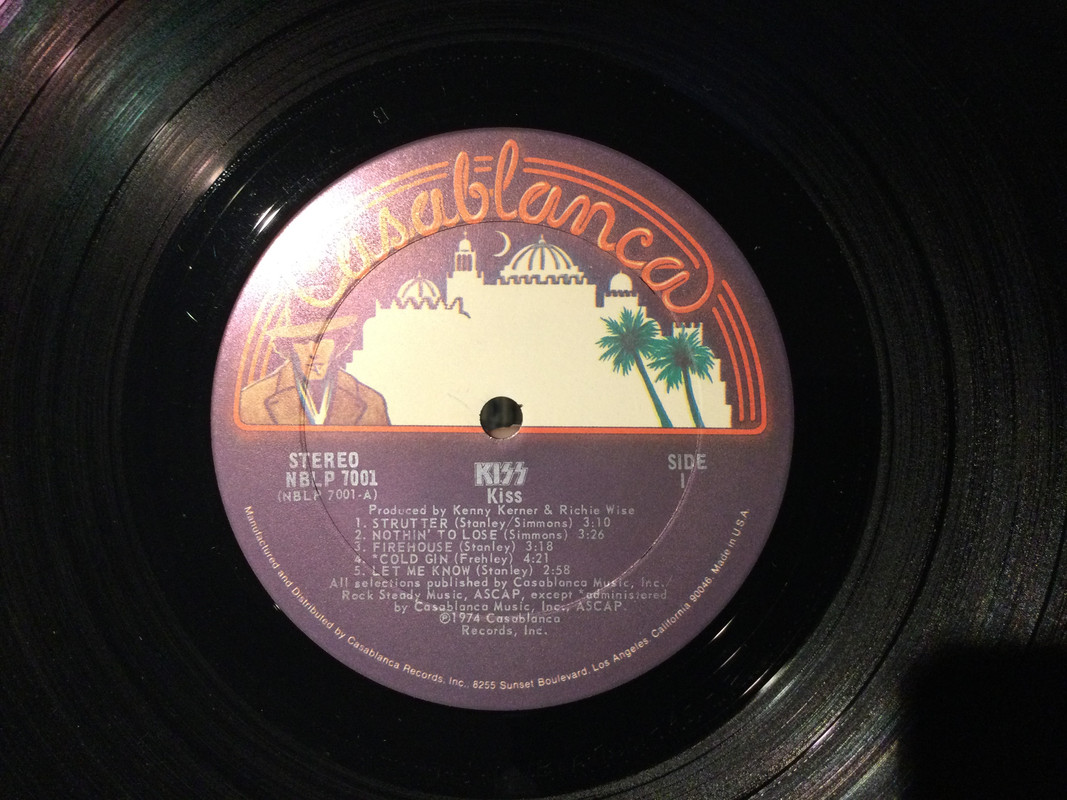 Casablanca
STEREO
NBLP 7001
(NBLP 7001-A)
SIDE
1
KISS
Kiss
Produced by Kenny Kerner & Richie Wise
1. STRUTTER (Stanley/Simmons) 3:10
2. NOTHIN' TO LOSE (Simmons) 3:26
3. FIREHOUSE (Stanley) 3:18
4. *COLD GIN (Frehley) 4:21
5. LET ME KNOW (Stanley) 2:58
All selections published by Casablanca Music, Inc./
Rock Steady Music, ASCAP, except *administered
by Casablanca Music, Inc., ASCAP.
℗1974 Casablanca
Records, Inc.
Manufactured and Distributed by Casablanca Records, Inc., 8255 Sunset Boulevard, Los Angeles, California 90046. Made in U.S.A.